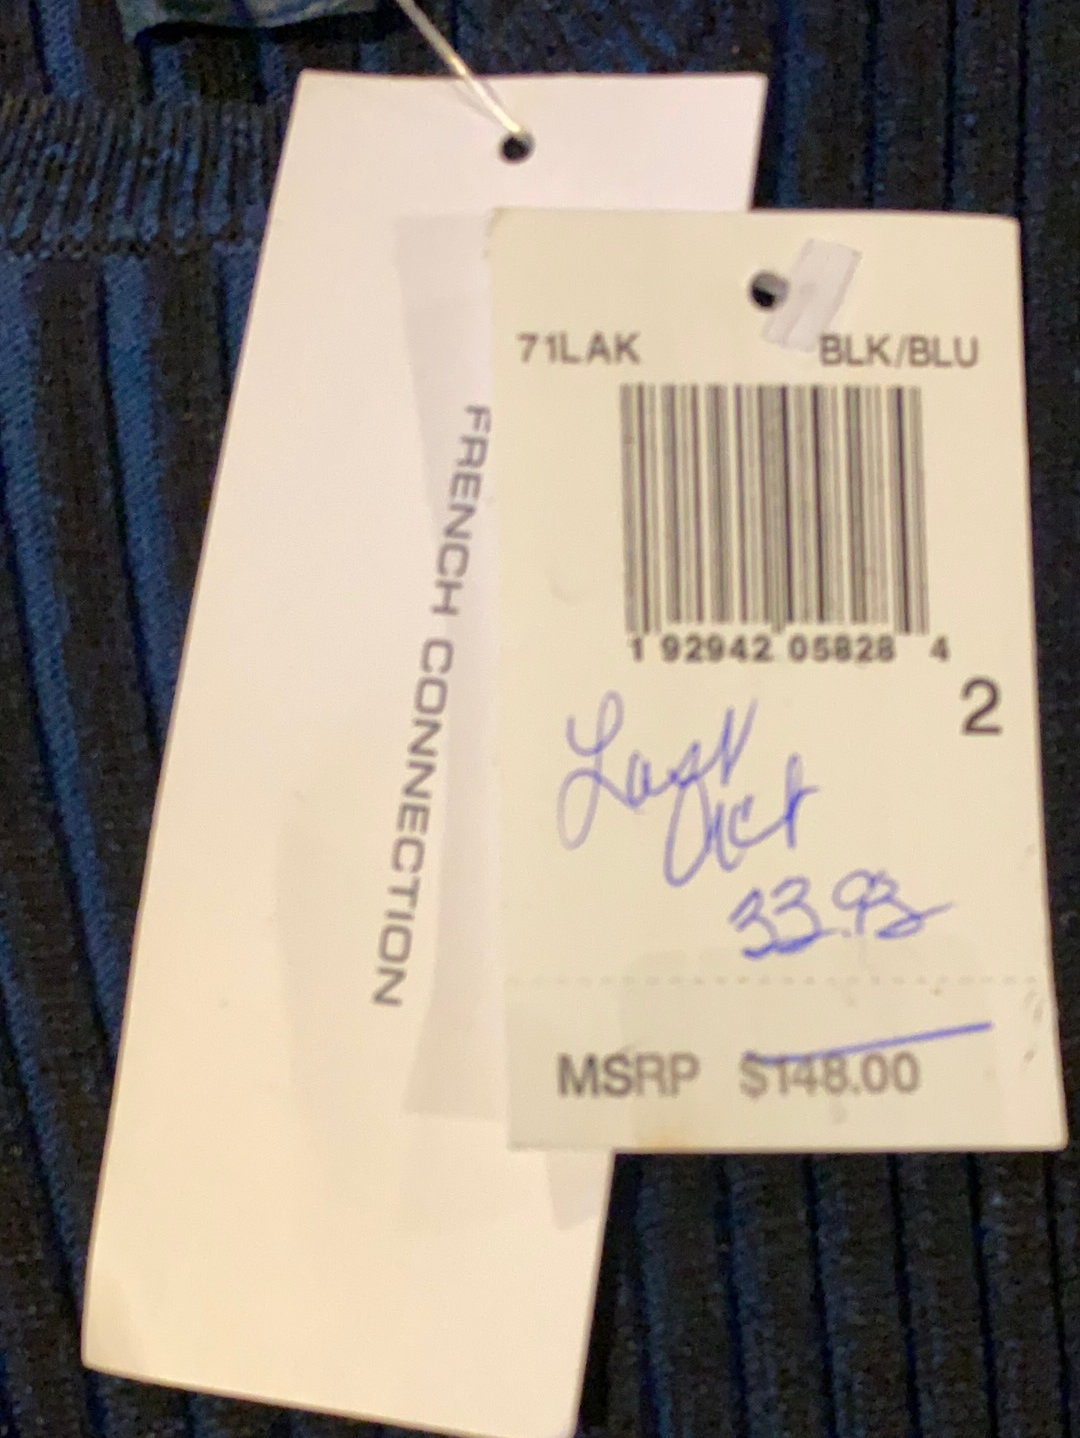 FRENCH CONNECTION
71LAK BLK/BLU
1 92942 05828 4
2
Last Act
33.93
MSRP $148.00